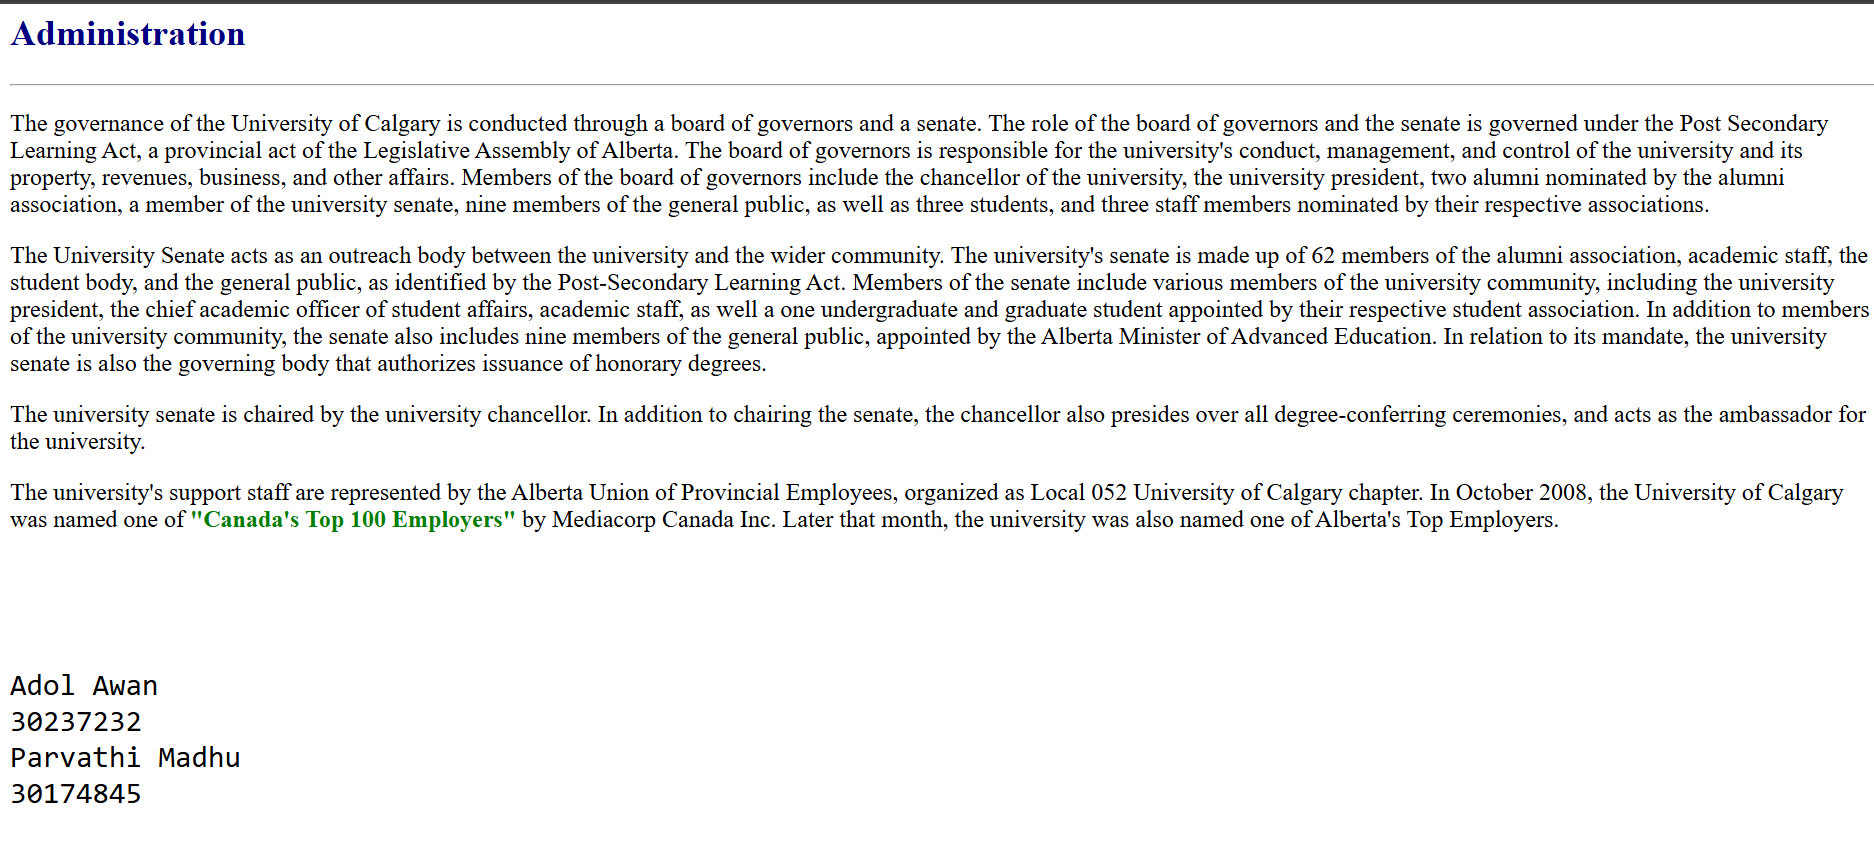 Administration
The governance of the University of Calgary is conducted through a board of governors and a senate. The role of the board of governors and the senate is governed under the Post Secondary
Learning Act, a provincial act of the Legislative Assembly of Alberta. The board of governors is responsible for the university's conduct, management, and control of the university and its
property, revenues, business, and other affairs. Members of the board of governors include the chancellor of the university, the university president, two alumni nominated by the alumni
association, a member of the university senate, nine members of the general public, as well as three students, and three staff members nominated by their respective associations.
The University Senate acts as an outreach body between the university and the wider community. The university's senate is made up of 62 members of the alumni association, academic staff, the
student body, and the general public, as identified by the Post-Secondary Learning Act. Members of the senate include various members of the university community, including the university
president, the chief academic officer of student affairs, academic staff, as well a one undergraduate and graduate student appointed by their respective student association. In addition to members
of the university community, the senate also includes nine members of the general public, appointed by the Alberta Minister of Advanced Education. In relation to its mandate, the university
senate is also the governing body that authorizes issuance of honorary degrees.
The university senate is chaired by the university chancellor. In addition to chairing the senate, the chancellor also presides over all degree-conferring ceremonies, and acts as the ambassador for
the university.
The university's support staff are represented by the Alberta Union of Provincial Employees, organized as Local 052 University of Calgary chapter. In October 2008, the University of Calgary
was named one of "Canada's Top 100 Employers" by Mediacorp Canada Inc. Later that month, the university was also named one of Alberta's Top Employers.
Adol Awan
30237232
Parvathi Madhu
30174845